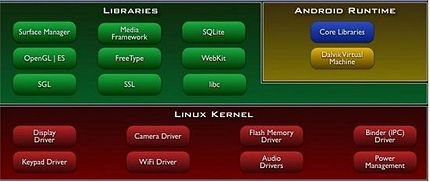 LIBRARIES
Surface Manager
Media
Framework
SQLite
OpenGL | ES
FreeType
WebKit
SGL
SSL
libc
ANDROID RUNTIME
Core Libraries
Dalvik Virtual
Machine
LINUX KERNEL
Display
Driver
Camera Driver
Flash Memory
Driver
Binder (IPC)
Driver
Keypad Driver
WiFi Driver
Audio
Drivers
Power
Management